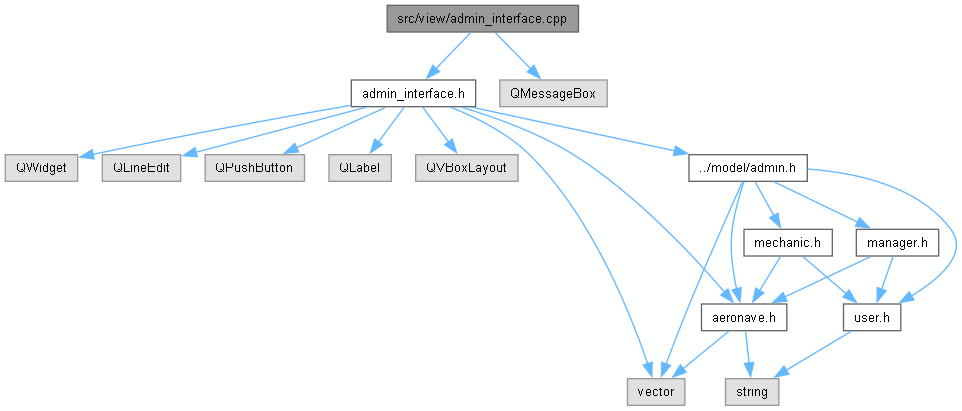 src/view/admin_interface.cpp
admin_interface.h
QMessageBox
QWidget
QLineEdit
QPushButton
QLabel
QVBoxLayout
../model/admin.h
mechanic.h
manager.h
aeronave.h
user.h
vector
string